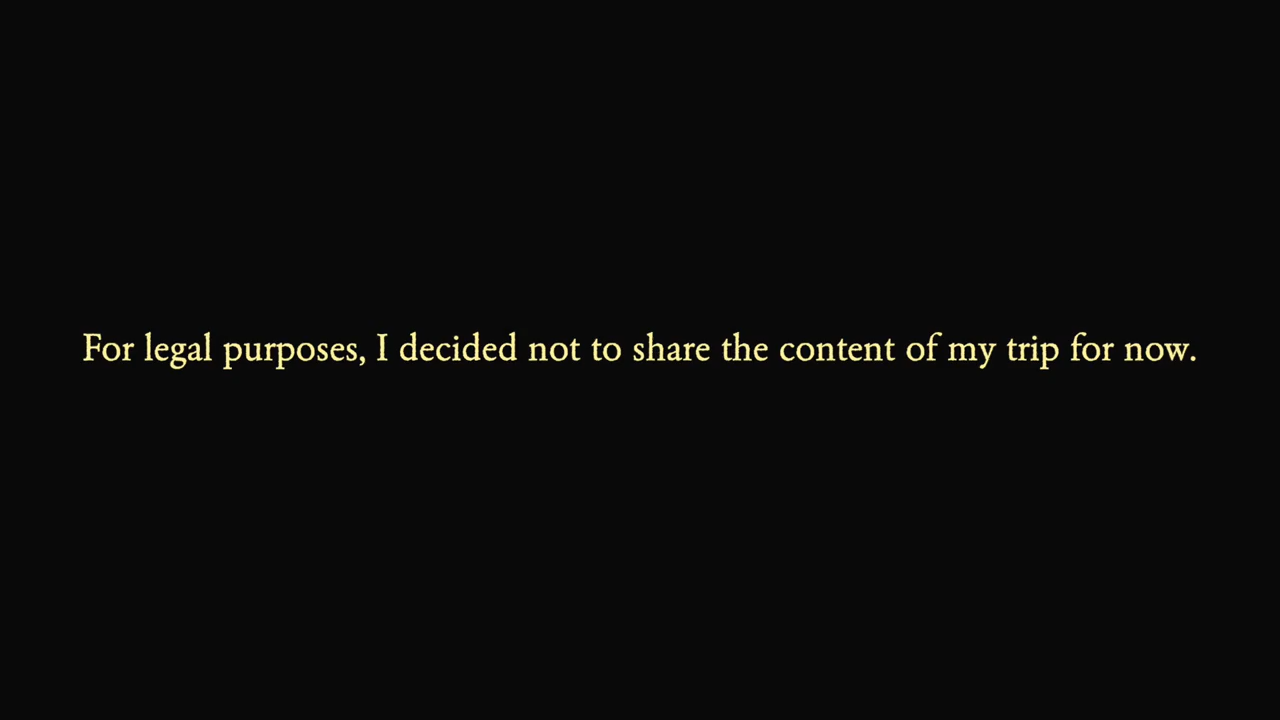 For legal purposes, I decided not to share the content of my trip for now.